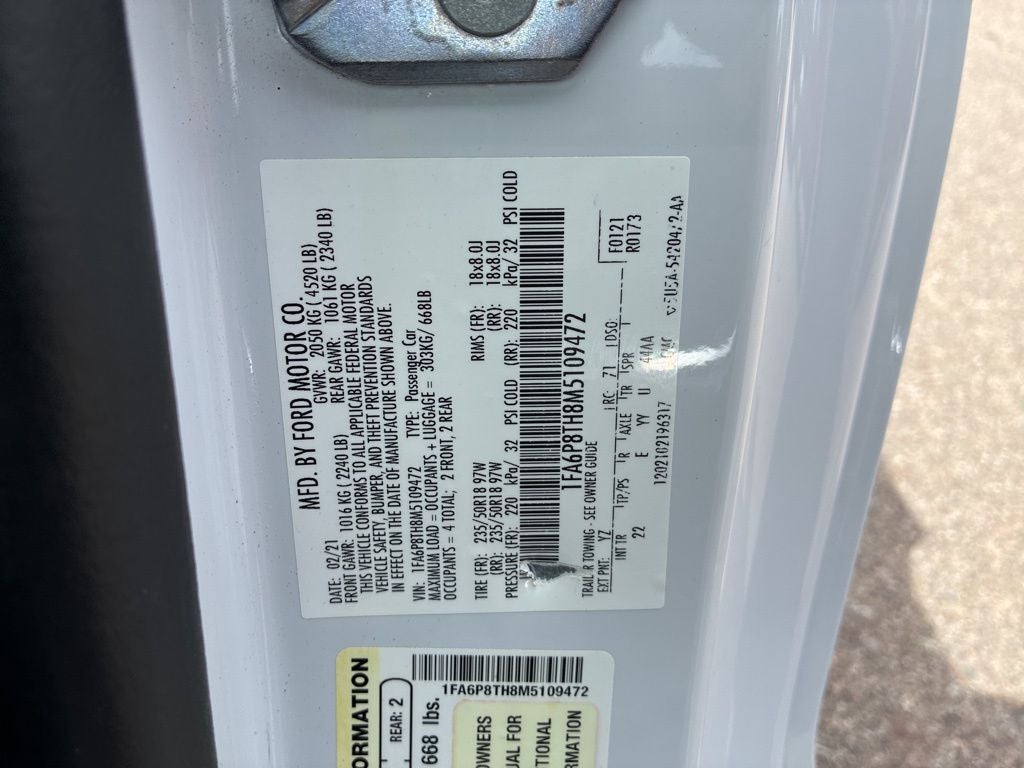 MFD. BY FORD MOTOR CO.
DATE: 02/21 GVWR: 2050 KG ( 4520 LB)
FRONT GAWR: 1016 KG ( 2240 LB) REAR GAWR: 1061 KG ( 2340 LB)
THIS VEHICLE CONFORMS TO ALL APPLICABLE FEDERAL MOTOR
VEHICLE SAFETY, BUMPER, AND THEFT PREVENTION STANDARDS
IN EFFECT ON THE DATE OF MANUFACTURE SHOWN ABOVE.
VIN: 1FA6P8TH8M5109472 TYPE: Passenger Car
MAXIMUM LOAD = OCCUPANTS + LUGGAGE = 303KG/ 668LB
OCCUPANTS = 4 TOTAL; 2 FRONT, 2 REAR
TIRE (FR): 235/50R18 97W RIMS (FR): 18x8.0J
(RR): 235/50R18 97W (RR): 18x8.0J
PRESSURE (FR): 220 kPa/ 32 PSI COLD (RR): 220 kPa/ 32 PSI COLD
1FA6P8TH8M5109472
TRAILER TOWING - SEE OWNER GUIDE
EXT PNT: YZ RC: 71 DSO: F0121
INT TR TP/PS R AXLE TR SPR R0173
22 E YY U 44AA
120210219631?
1FA6P8TH8M5109472
FORMATION
REAR: 2
668 lbs.
OWNERS
UAL FOR
TIONAL
RMATION